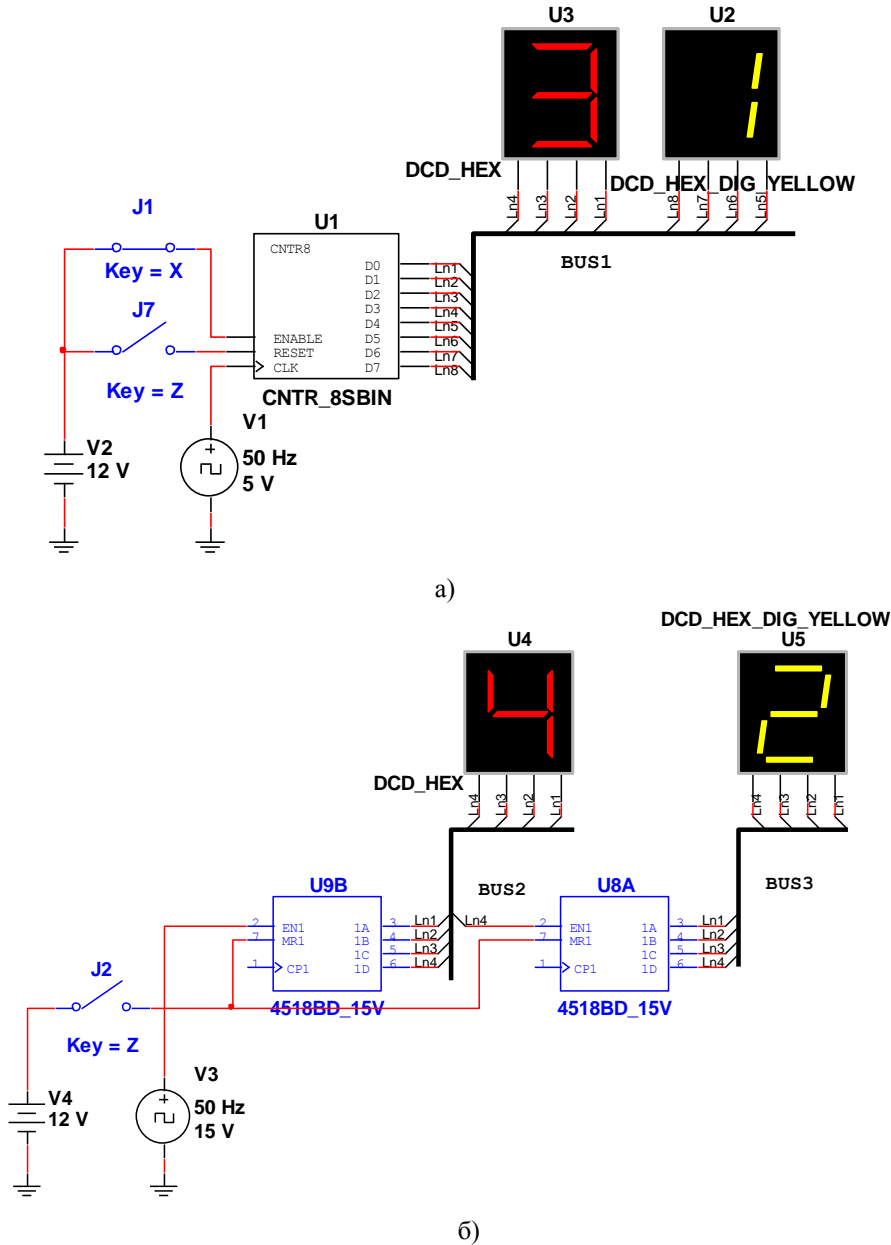 U3 U2
DCD_HEX DCD_HEX_DIG_YELLOW
Ln4 Ln3 Ln2 Ln1 Ln8 Ln7 Ln6 Ln5
J1
Key = X
U1
BUS1
CNTR8
D0 Ln1
D1 Ln2
D2 Ln3
D3 Ln4
D4 Ln5
ENABLE D5 Ln6
RESET D6 Ln7
CLK D7 Ln8
J7
Key = Z
CNTR_8SBIN
V2
12 V
V1
50 Hz
5 V
а)
DCD_HEX_DIG_YELLOW
U4 U5
DCD_HEX
Ln4 Ln3 Ln2 Ln1 Ln4 Ln3 Ln2 Ln1
U9B BUS2 U8A BUS3
2 EN1 1A 3 Ln1 Ln4 2 EN1 1A 3 Ln1
7 MR1 1B 4 Ln2 7 MR1 1B 4 Ln2
1C 5 Ln3 1C 5 Ln3
1 CP1 1D 6 Ln4 1 CP1 1D 6 Ln4
4518BD_15V 4518BD_15V
J2
Key = Z
V4
12 V
V3
50 Hz
15 V
б)